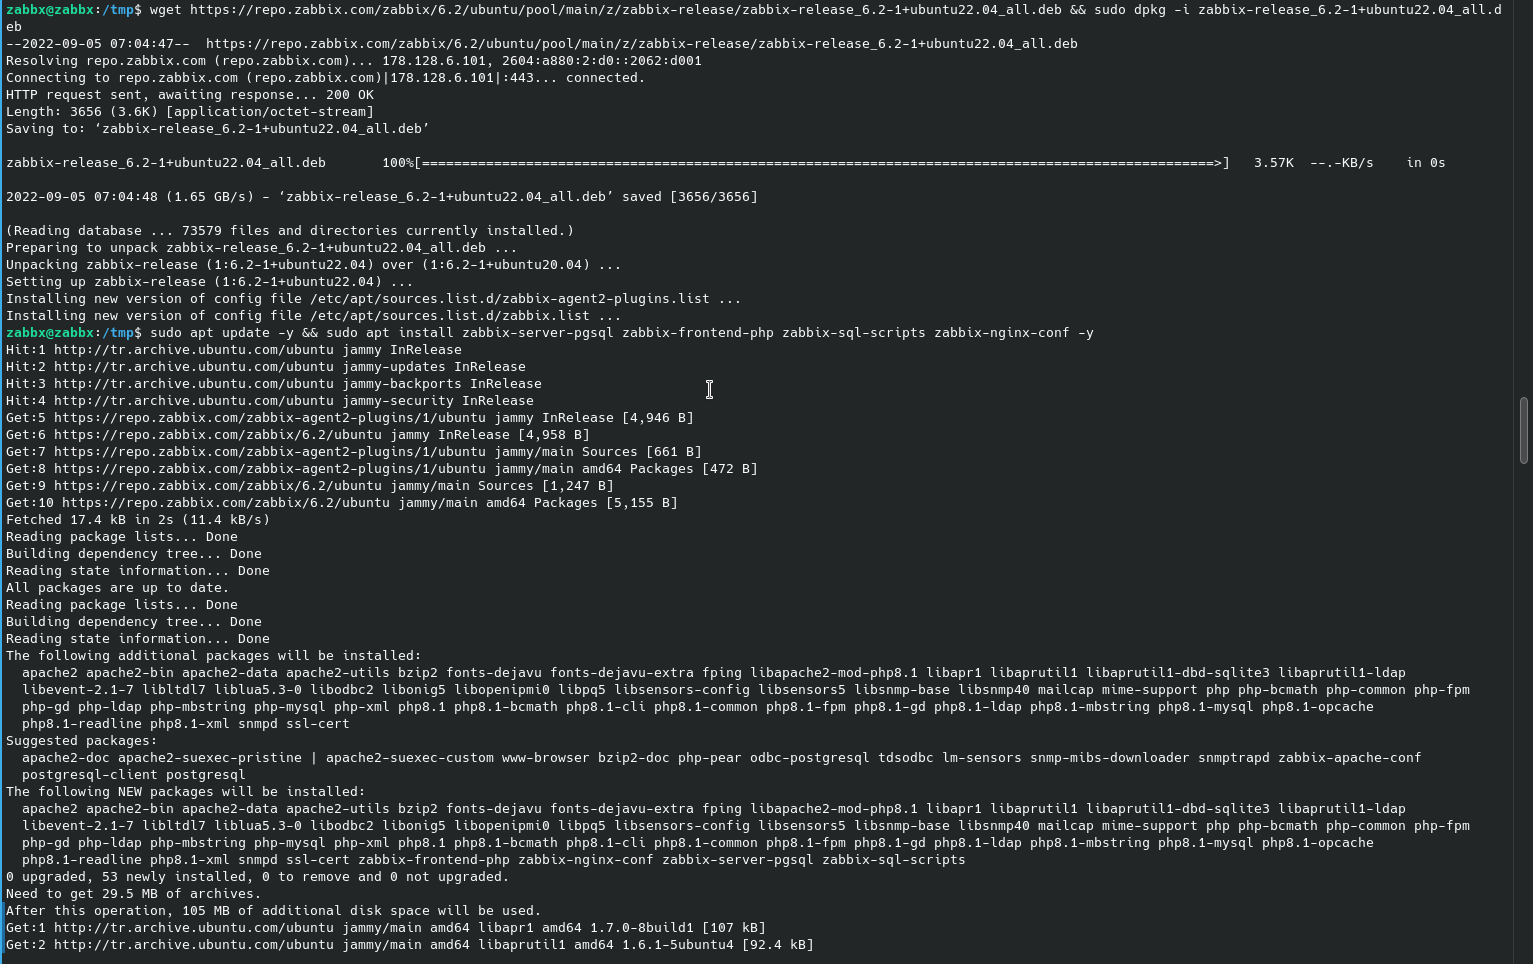 zabbx@zabbx:/tmp$ wget https://repo.zabbix.com/zabbix/6.2/ubuntu/pool/main/z/zabbix-release/zabbix-release_6.2-1+ubuntu22.04_all.deb && sudo dpkg -i zabbix-release_6.2-1+ubuntu22.04_all.d
eb
--2022-09-05 07:04:47--  https://repo.zabbix.com/zabbix/6.2/ubuntu/pool/main/z/zabbix-release/zabbix-release_6.2-1+ubuntu22.04_all.deb
Resolving repo.zabbix.com (repo.zabbix.com)... 178.128.6.101, 2604:a880:2:d0::2062:d001
Connecting to repo.zabbix.com (repo.zabbix.com)|178.128.6.101|:443... connected.
HTTP request sent, awaiting response... 200 OK
Length: 3656 (3.6K) [application/octet-stream]
Saving to: ‘zabbix-release_6.2-1+ubuntu22.04_all.deb’
zabbix-release_6.2-1+ubuntu22.04_all.deb       100%[===================================================================================================>]   3.57K  --.-KB/s    in 0s
2022-09-05 07:04:48 (1.65 GB/s) - ‘zabbix-release_6.2-1+ubuntu22.04_all.deb’ saved [3656/3656]
(Reading database ... 73579 files and directories currently installed.)
Preparing to unpack zabbix-release_6.2-1+ubuntu22.04_all.deb ...
Unpacking zabbix-release (1:6.2-1+ubuntu22.04) over (1:6.2-1+ubuntu20.04) ...
Setting up zabbix-release (1:6.2-1+ubuntu22.04) ...
Installing new version of config file /etc/apt/sources.list.d/zabbix-agent2-plugins.list ...
Installing new version of config file /etc/apt/sources.list.d/zabbix.list ...
zabbx@zabbx:/tmp$ sudo apt update -y && sudo apt install zabbix-server-pgsql zabbix-frontend-php zabbix-sql-scripts zabbix-nginx-conf -y
Hit:1 http://tr.archive.ubuntu.com/ubuntu jammy InRelease
Hit:2 http://tr.archive.ubuntu.com/ubuntu jammy-updates InRelease
Hit:3 http://tr.archive.ubuntu.com/ubuntu jammy-backports InRelease
Hit:4 http://tr.archive.ubuntu.com/ubuntu jammy-security InRelease
Get:5 https://repo.zabbix.com/zabbix-agent2-plugins/1/ubuntu jammy InRelease [4,946 B]
Get:6 https://repo.zabbix.com/zabbix/6.2/ubuntu jammy InRelease [4,958 B]
Get:7 https://repo.zabbix.com/zabbix-agent2-plugins/1/ubuntu jammy/main Sources [661 B]
Get:8 https://repo.zabbix.com/zabbix-agent2-plugins/1/ubuntu jammy/main amd64 Packages [472 B]
Get:9 https://repo.zabbix.com/zabbix/6.2/ubuntu jammy/main Sources [1,247 B]
Get:10 https://repo.zabbix.com/zabbix/6.2/ubuntu jammy/main amd64 Packages [5,155 B]
Fetched 17.4 kB in 2s (11.4 kB/s)
Reading package lists... Done
Building dependency tree... Done
Reading state information... Done
All packages are up to date.
Reading package lists... Done
Building dependency tree... Done
Reading state information... Done
The following additional packages will be installed:
  apache2 apache2-bin apache2-data apache2-utils bzip2 fonts-dejavu fonts-dejavu-extra fping libapache2-mod-php8.1 libapr1 libaprutil1 libaprutil1-dbd-sqlite3 libaprutil1-ldap
  libevent-2.1-7 libltdl7 liblua5.3-0 libodbc2 libonig5 libopenipmi0 libpq5 libsensors-config libsensors5 libsnmp-base libsnmp40 mailcap mime-support php php-bcmath php-common php-fpm
  php-gd php-ldap php-mbstring php-mysql php-xml php8.1 php8.1-bcmath php8.1-cli php8.1-common php8.1-fpm php8.1-gd php8.1-ldap php8.1-mbstring php8.1-mysql php8.1-opcache
  php8.1-readline php8.1-xml snmpd ssl-cert
Suggested packages:
  apache2-doc apache2-suexec-pristine | apache2-suexec-custom www-browser bzip2-doc php-pear odbc-postgresql tdsodbc lm-sensors snmp-mibs-downloader snmptrapd zabbix-apache-conf
  postgresql-client postgresql
The following NEW packages will be installed:
  apache2 apache2-bin apache2-data apache2-utils bzip2 fonts-dejavu fonts-dejavu-extra fping libapache2-mod-php8.1 libapr1 libaprutil1 libaprutil1-dbd-sqlite3 libaprutil1-ldap
  libevent-2.1-7 libltdl7 liblua5.3-0 libodbc2 libonig5 libopenipmi0 libpq5 libsensors-config libsensors5 libsnmp-base libsnmp40 mailcap mime-support php php-bcmath php-common php-fpm
  php-gd php-ldap php-mbstring php-mysql php-xml php8.1 php8.1-bcmath php8.1-cli php8.1-common php8.1-fpm php8.1-gd php8.1-ldap php8.1-mbstring php8.1-mysql php8.1-opcache
  php8.1-readline php8.1-xml snmpd ssl-cert zabbix-frontend-php zabbix-nginx-conf zabbix-server-pgsql zabbix-sql-scripts
0 upgraded, 53 newly installed, 0 to remove and 0 not upgraded.
Need to get 29.5 MB of archives.
After this operation, 105 MB of additional disk space will be used.
Get:1 http://tr.archive.ubuntu.com/ubuntu jammy/main amd64 libapr1 amd64 1.7.0-8build1 [107 kB]
Get:2 http://tr.archive.ubuntu.com/ubuntu jammy/main amd64 libaprutil1 amd64 1.6.1-5ubuntu4 [92.4 kB]